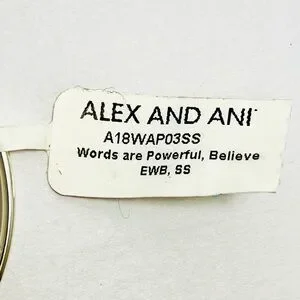 ALEX AND ANI
A18WAP03SS
Words are Powerful, Believe
EWB, SS